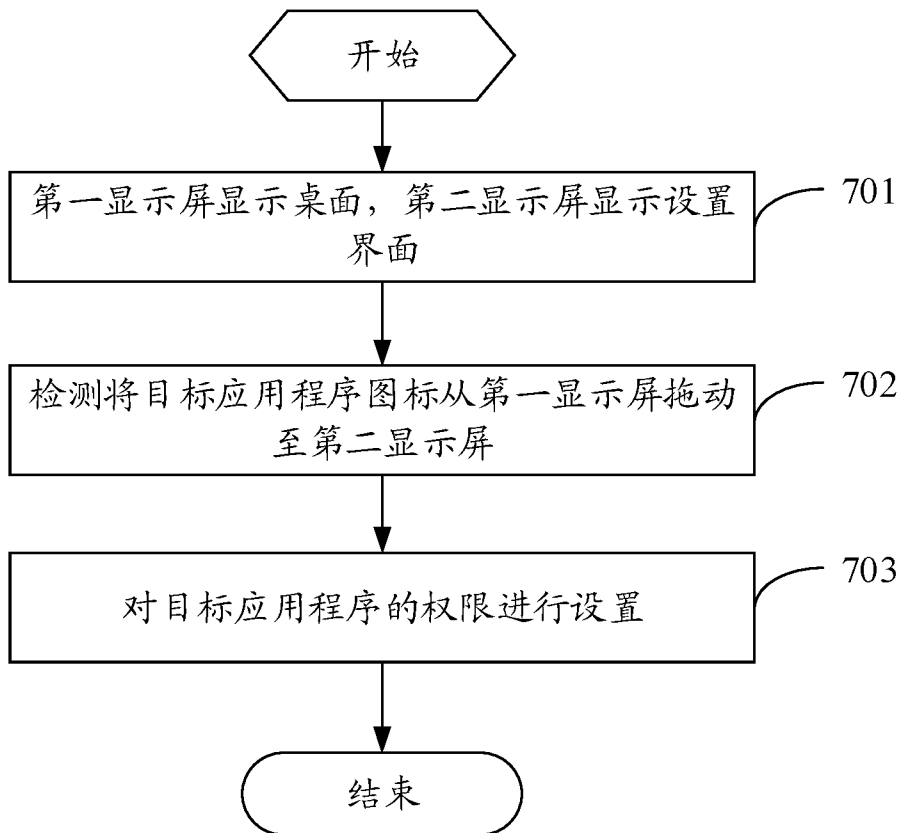 开始
第一显示屏显示桌面，第二显示屏显示设置
界面
701
检测将目标应用程序图标从第一显示屏拖动
至第二显示屏
702
对目标应用程序的权限进行设置
703
结束